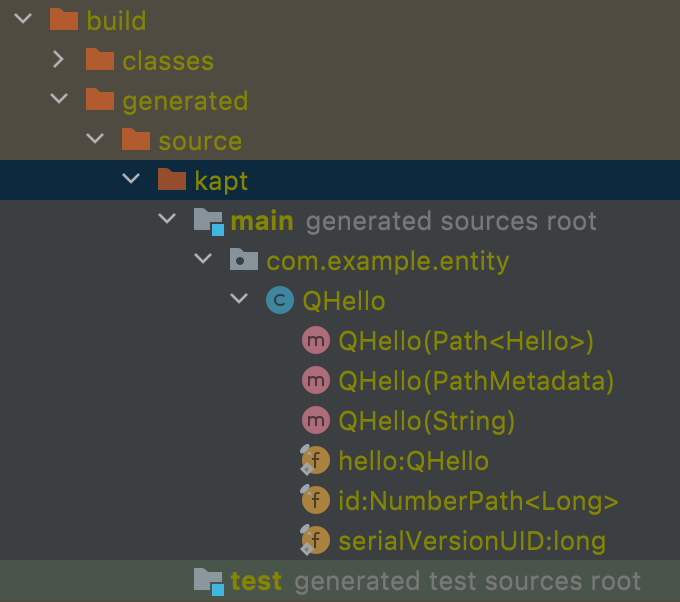 build
classes
generated
source
kapt
main generated sources root
com.example.entity
C QHello
m QHello(Path<Hello>)
m QHello(PathMetadata)
m QHello(String)
f hello:QHello
f id:NumberPath<Long>
f serialVersionUID:long
test generated test sources root